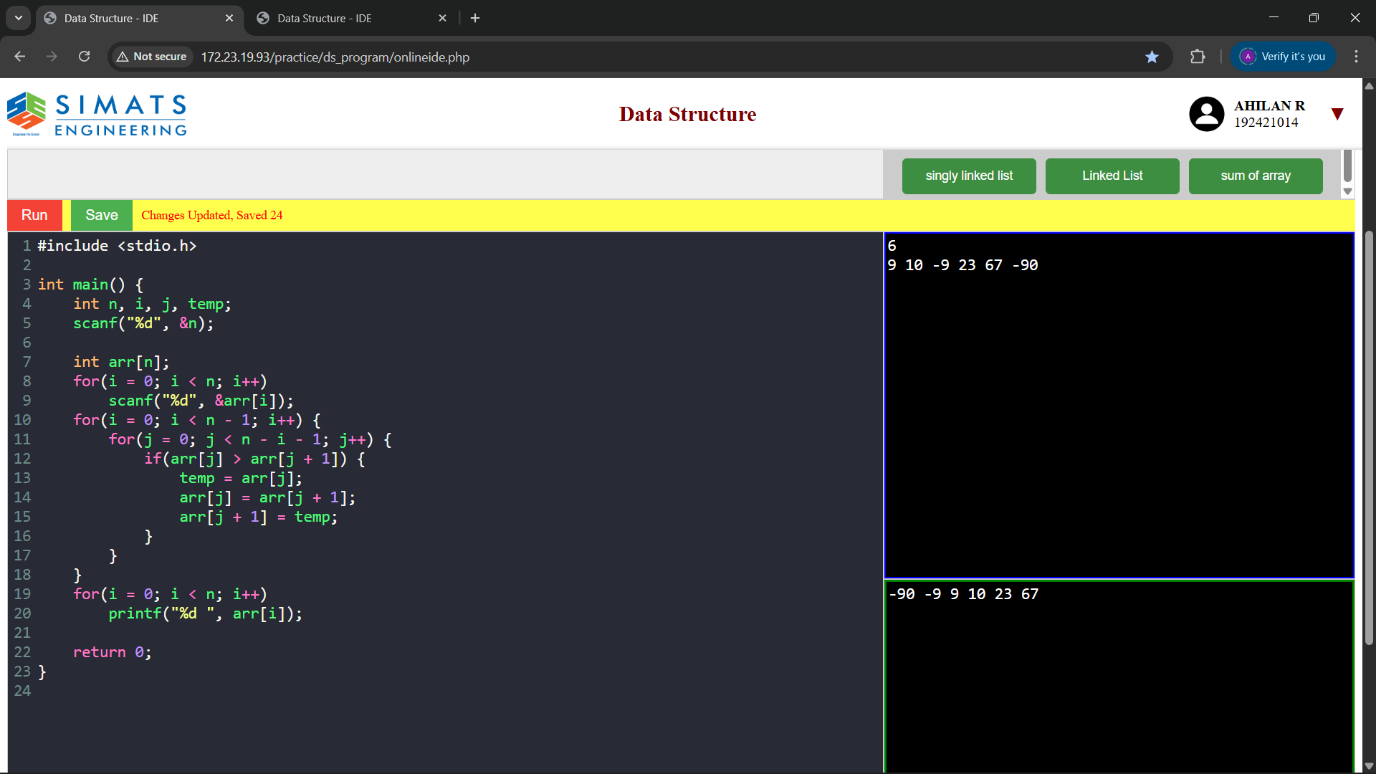 Data Structure - IDE
Data Structure - IDE
Not secure
172.23.19.93/practice/ds_program/onlineide.php
A
Verify it's you
SIMATS
ENGINEERING
Data Structure
AHILAN R
192421014
singly linked list
Linked List
sum of array
Run
Save
Changes Updated, Saved 24
1 #include <stdio.h>
2
3 int main() {
4     int n, i, j, temp;
5     scanf("%d", &n);
6
7     int arr[n];
8     for(i = 0; i < n; i++)
9         scanf("%d", &arr[i]);
10     for(i = 0; i < n - 1; i++) {
11         for(j = 0; j < n - i - 1; j++) {
12             if(arr[j] > arr[j + 1]) {
13                 temp = arr[j];
14                 arr[j] = arr[j + 1];
15                 arr[j + 1] = temp;
16             }
17         }
18     }
19     for(i = 0; i < n; i++)
20         printf("%d ", arr[i]);
21
22     return 0;
23 }
24
6
9 10 -9 23 67 -90
-90 -9 9 10 23 67